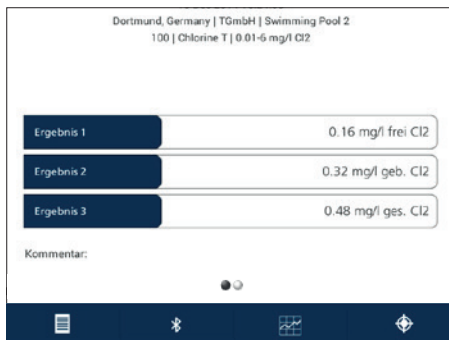 Dortmund, Germany | TGmbH | Swimming Pool 2
100 | Chlorine T | 0.01-6 mg/l Cl2
Ergebnis 1 0.16 mg/l frei Cl2
Ergebnis 2 0.32 mg/l geb. Cl2
Ergebnis 3 0.48 mg/l ges. Cl2
Kommentar: